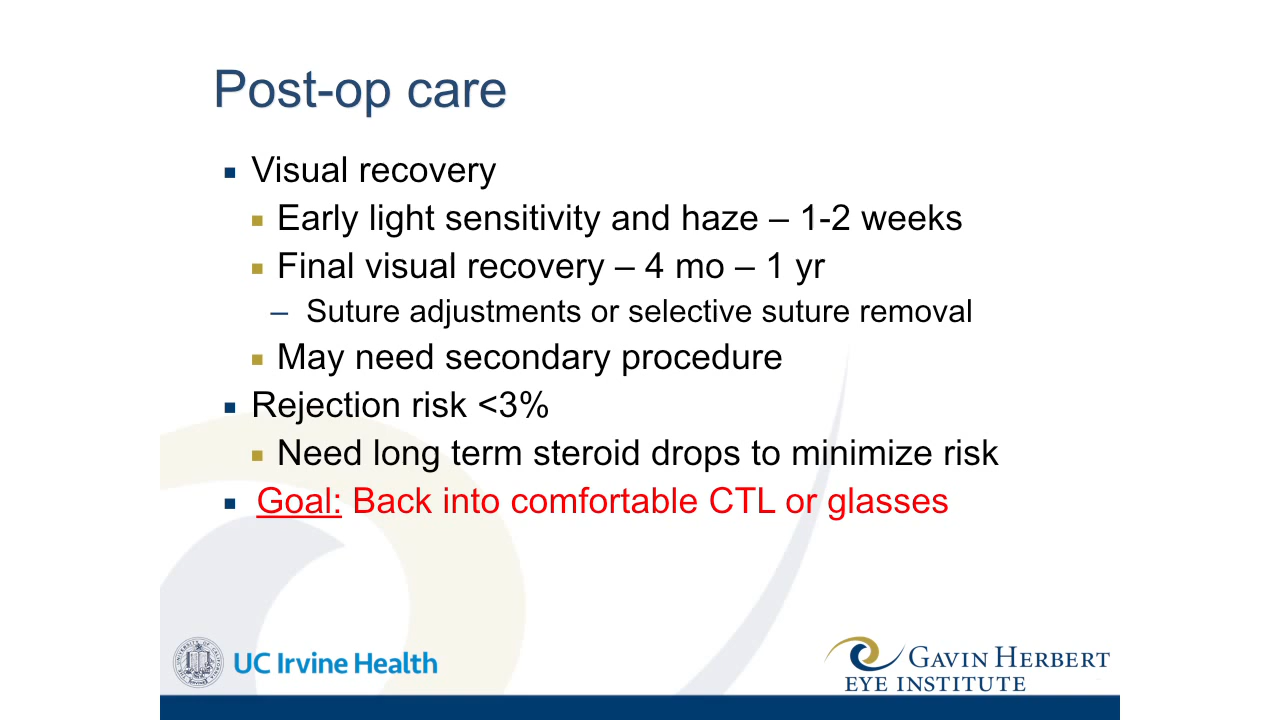 Post-op care
Visual recovery
Early light sensitivity and haze – 1-2 weeks
Final visual recovery – 4 mo – 1 yr
– Suture adjustments or selective suture removal
May need secondary procedure
Rejection risk <3%
Need long term steroid drops to minimize risk
Goal: Back into comfortable CTL or glasses
UC Irvine Health
GAVIN HERBERT
EYE INSTITUTE